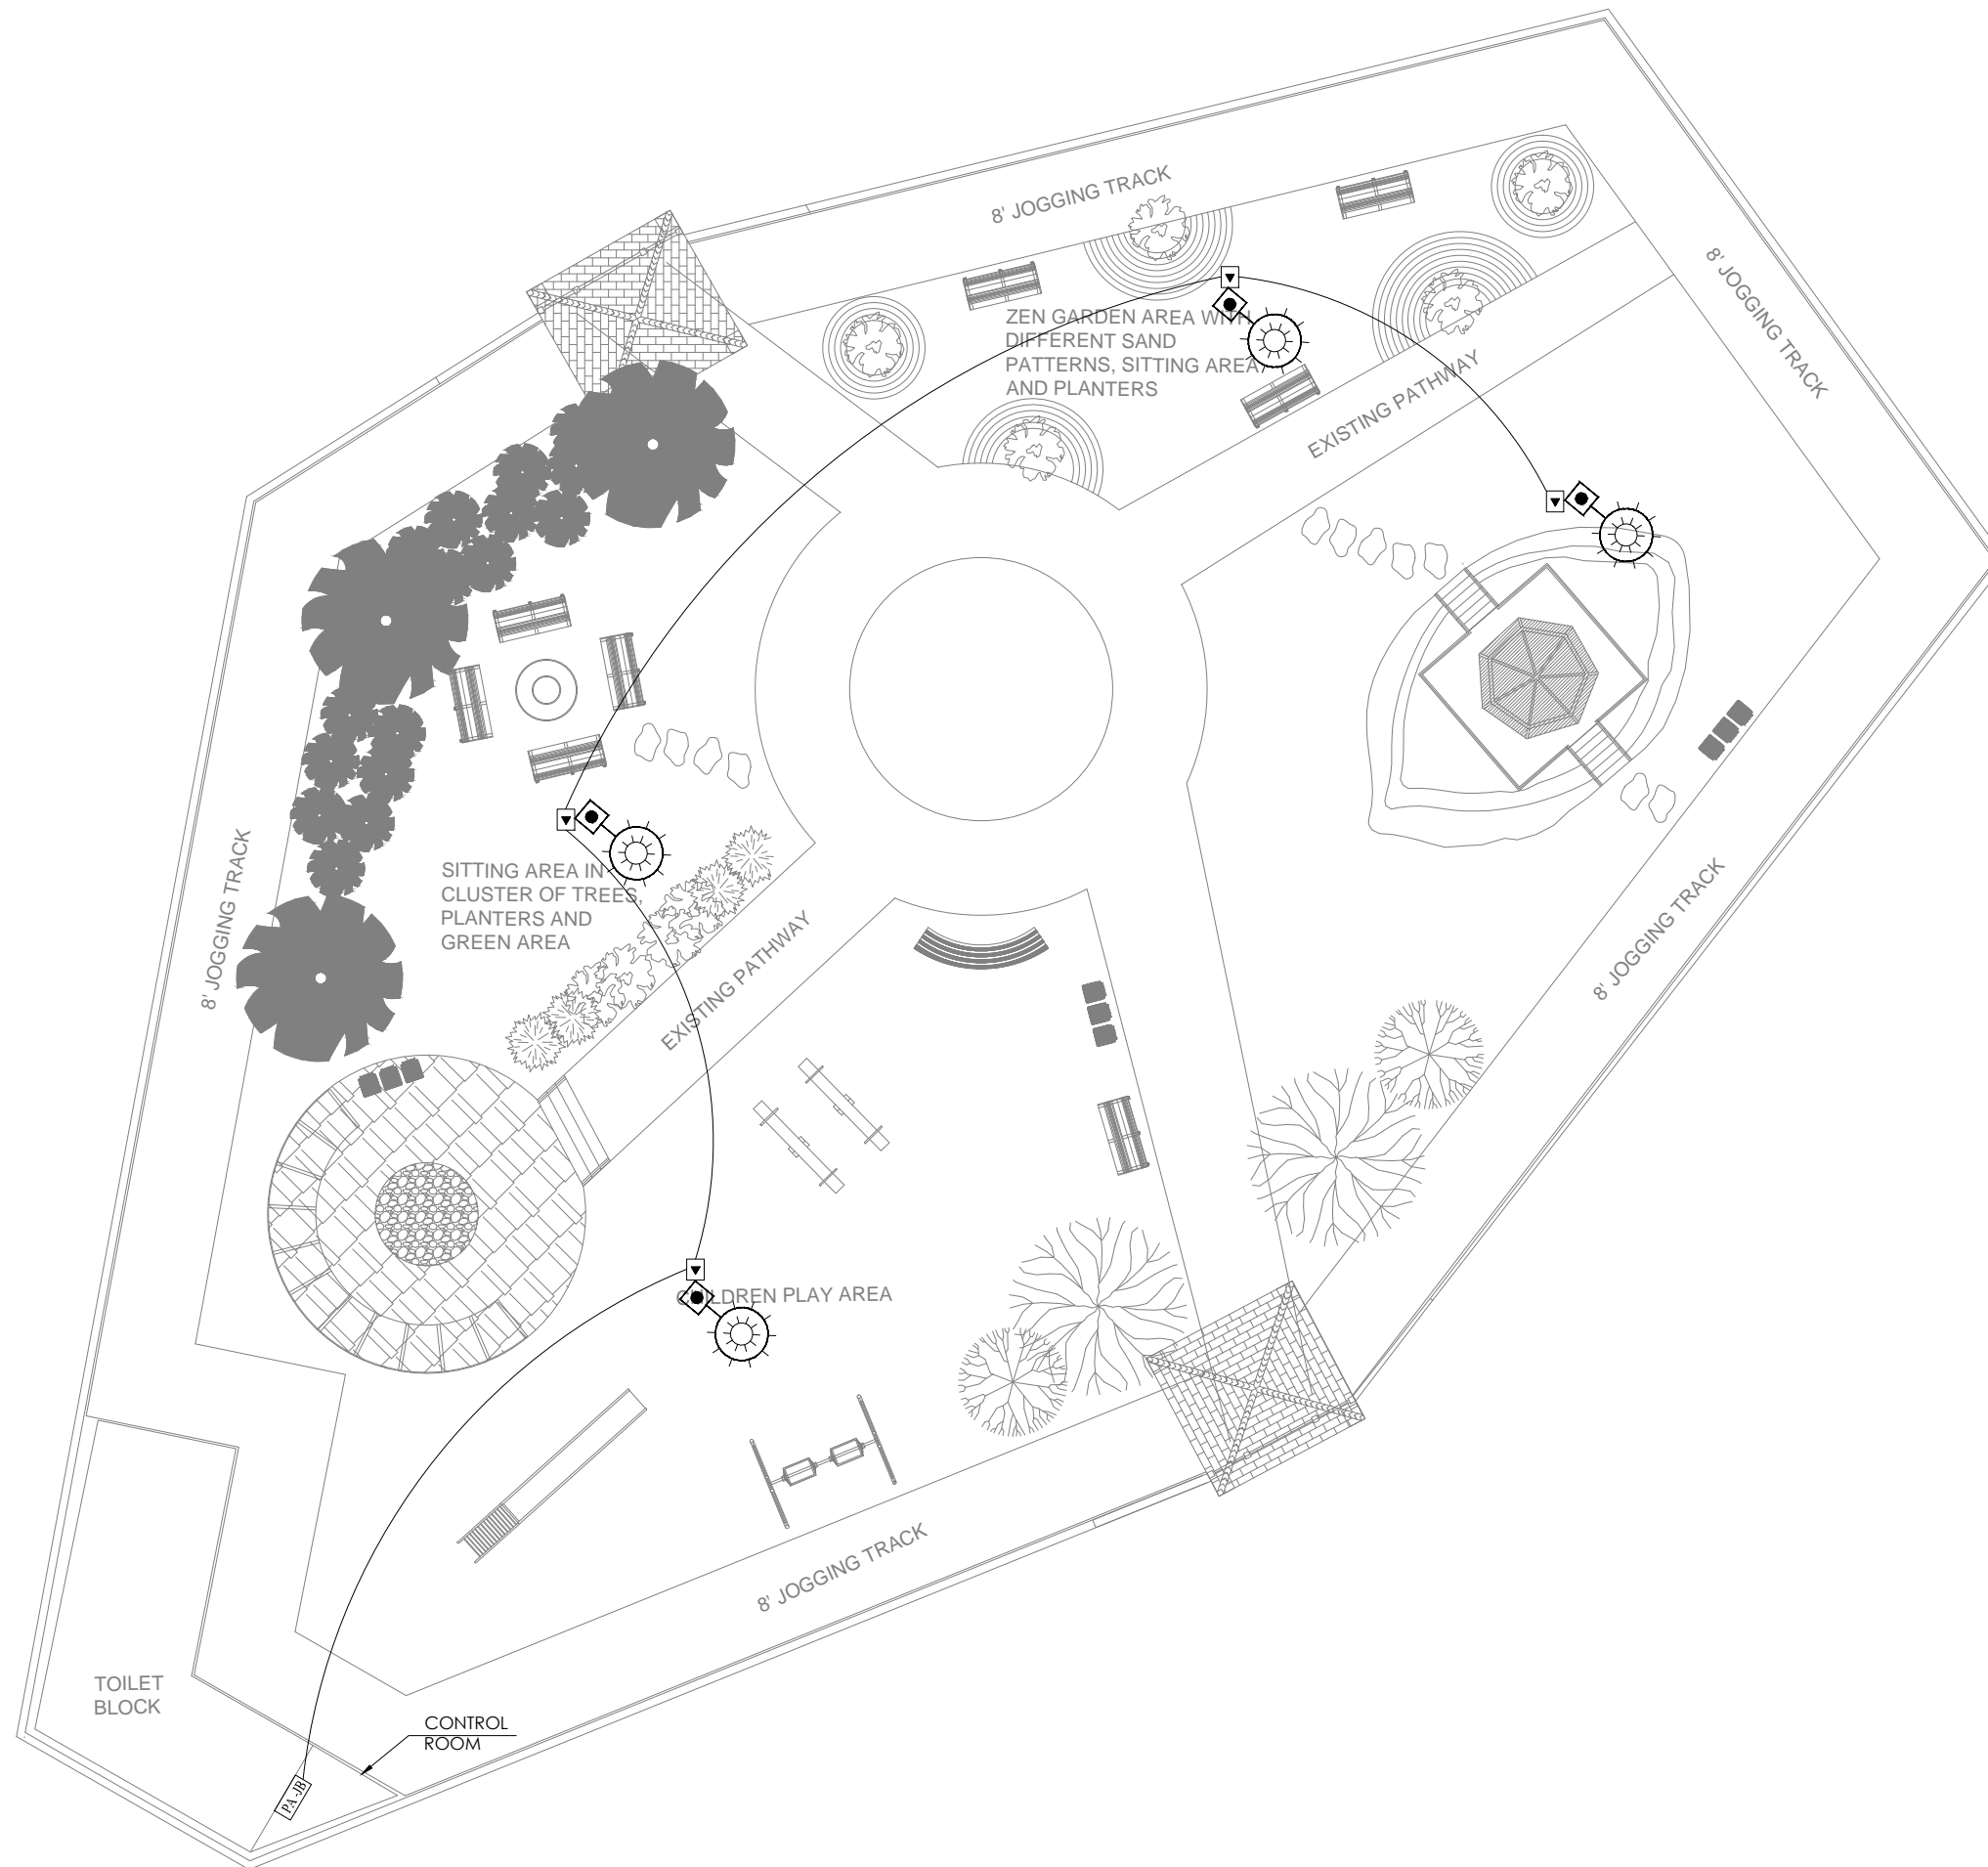 8' JOGGING TRACK
8' JOGGING TRACK
ZEN GARDEN AREA WITH
DIFFERENT SAND
PATTERNS, SITTING AREA
AND PLANTERS
EXISTING PATHWAY
8' JOGGING TRACK
SITTING AREA IN
CLUSTER OF TREES,
PLANTERS AND
GREEN AREA
EXISTING PATHWAY
8' JOGGING TRACK
CHILDREN PLAY AREA
8' JOGGING TRACK
TOILET
BLOCK
CONTROL
ROOM
PA-JB